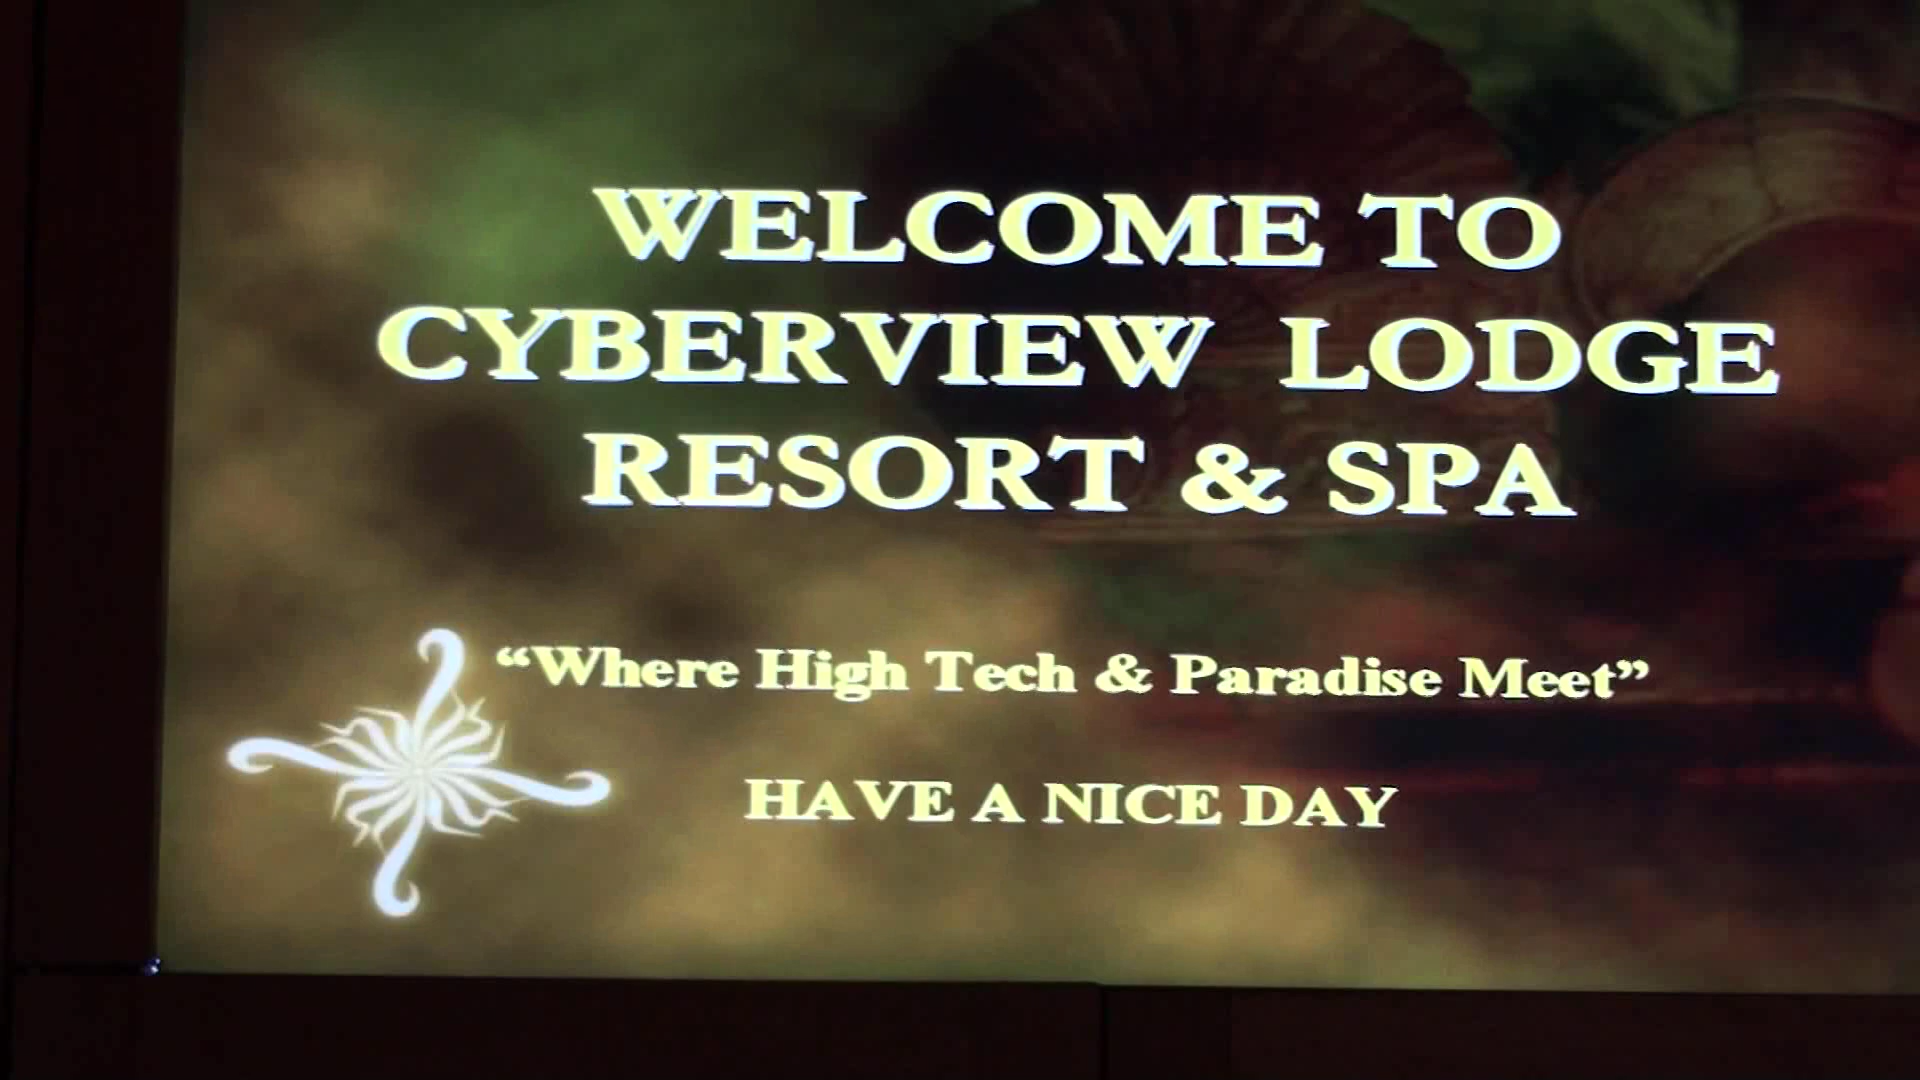 WELCOME TO
CYBERVIEW LODGE
RESORT & SPA
“Where High Tech & Paradise Meet”
HAVE A NICE DAY